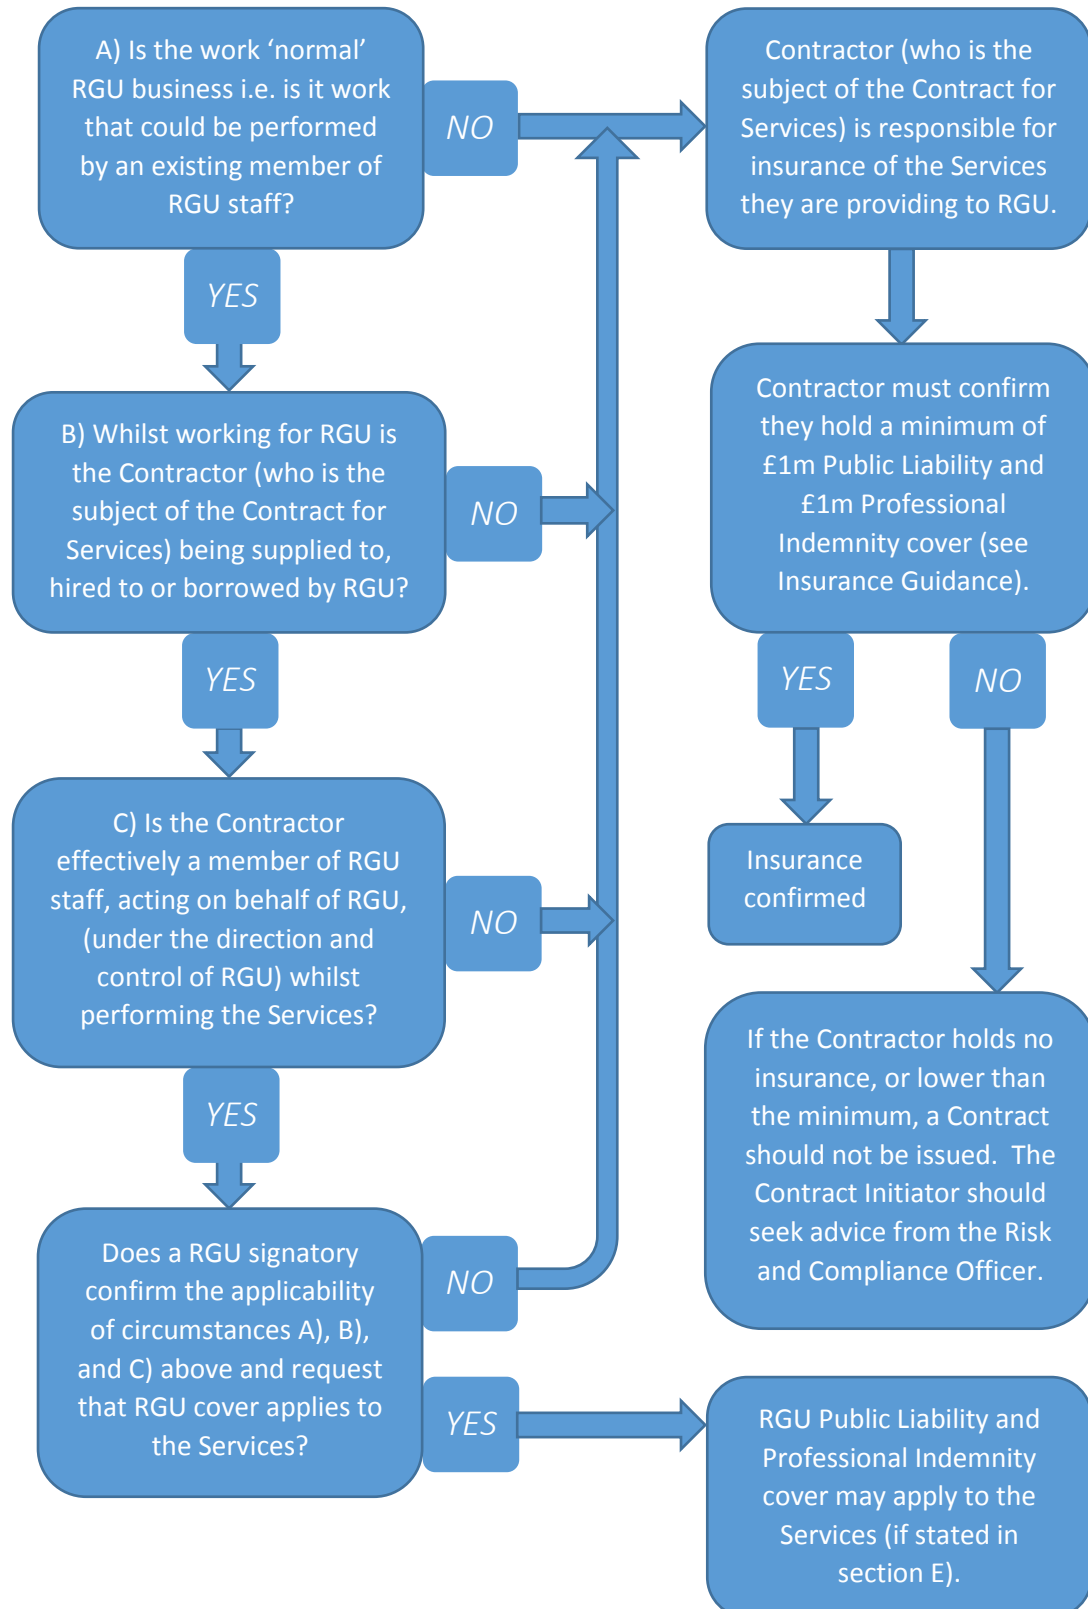 A) Is the work ‘normal’
RGU business i.e. is it work
that could be performed
by an existing member of
RGU staff?
NO
YES
B) Whilst working for RGU is
the Contractor (who is the
subject of the Contract for
Services) being supplied to,
hired to or borrowed by RGU?
NO
YES
C) Is the Contractor
effectively a member of RGU
staff, acting on behalf of RGU,
(under the direction and
control of RGU) whilst
performing the Services?
NO
YES
Does a RGU signatory
confirm the applicability
of circumstances A), B),
and C) above and request
that RGU cover applies to
the Services?
NO
YES
Contractor (who is the
subject of the Contract for
Services) is responsible for
insurance of the Services
they are providing to RGU.
Contractor must confirm
they hold a minimum of
£1m Public Liability and
£1m Professional
Indemnity cover (see
Insurance Guidance).
YES
NO
Insurance
confirmed
If the Contractor holds no
insurance, or lower than
the minimum, a Contract
should not be issued.  The
Contract Initiator should
seek advice from the Risk
and Compliance Officer.
RGU Public Liability and
Professional Indemnity
cover may apply to the
Services (if stated in
section E).